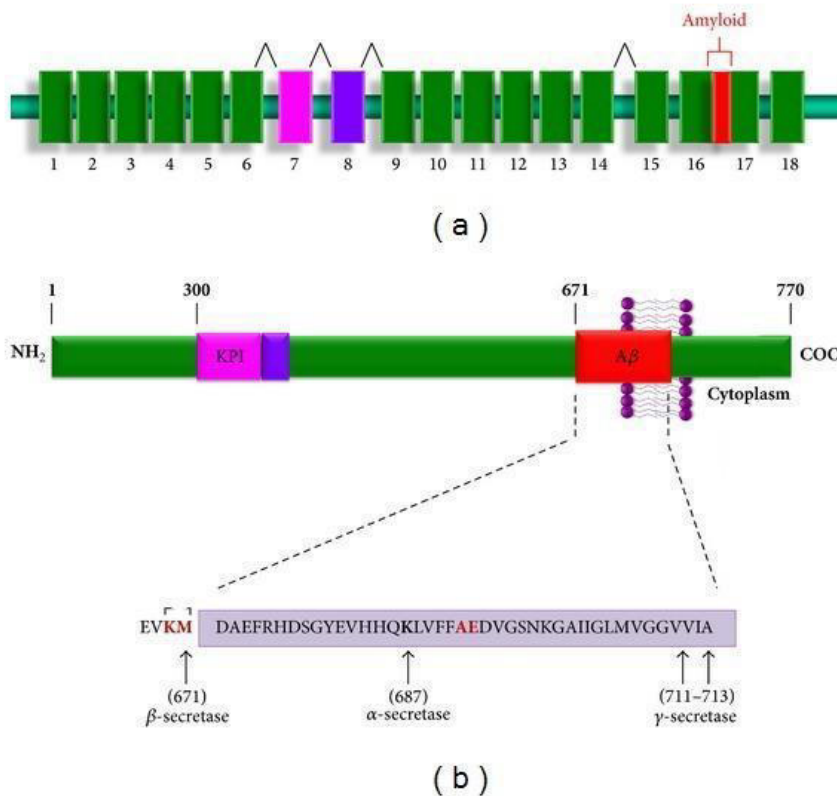 Amyloid
1 2 3 4 5 6 7 8 9 10 11 12 13 14 15 16 17 18
( a )
1 300 671 770
NH2 KPI Aβ COO
Cytoplasm
EVKM DAEFRHDSGYEVHHQKLVFFAEDVGSNKGAIIGLMVGGVVIA
(671) (687) (711–713)
β-secretase α-secretase γ-secretase
( b )